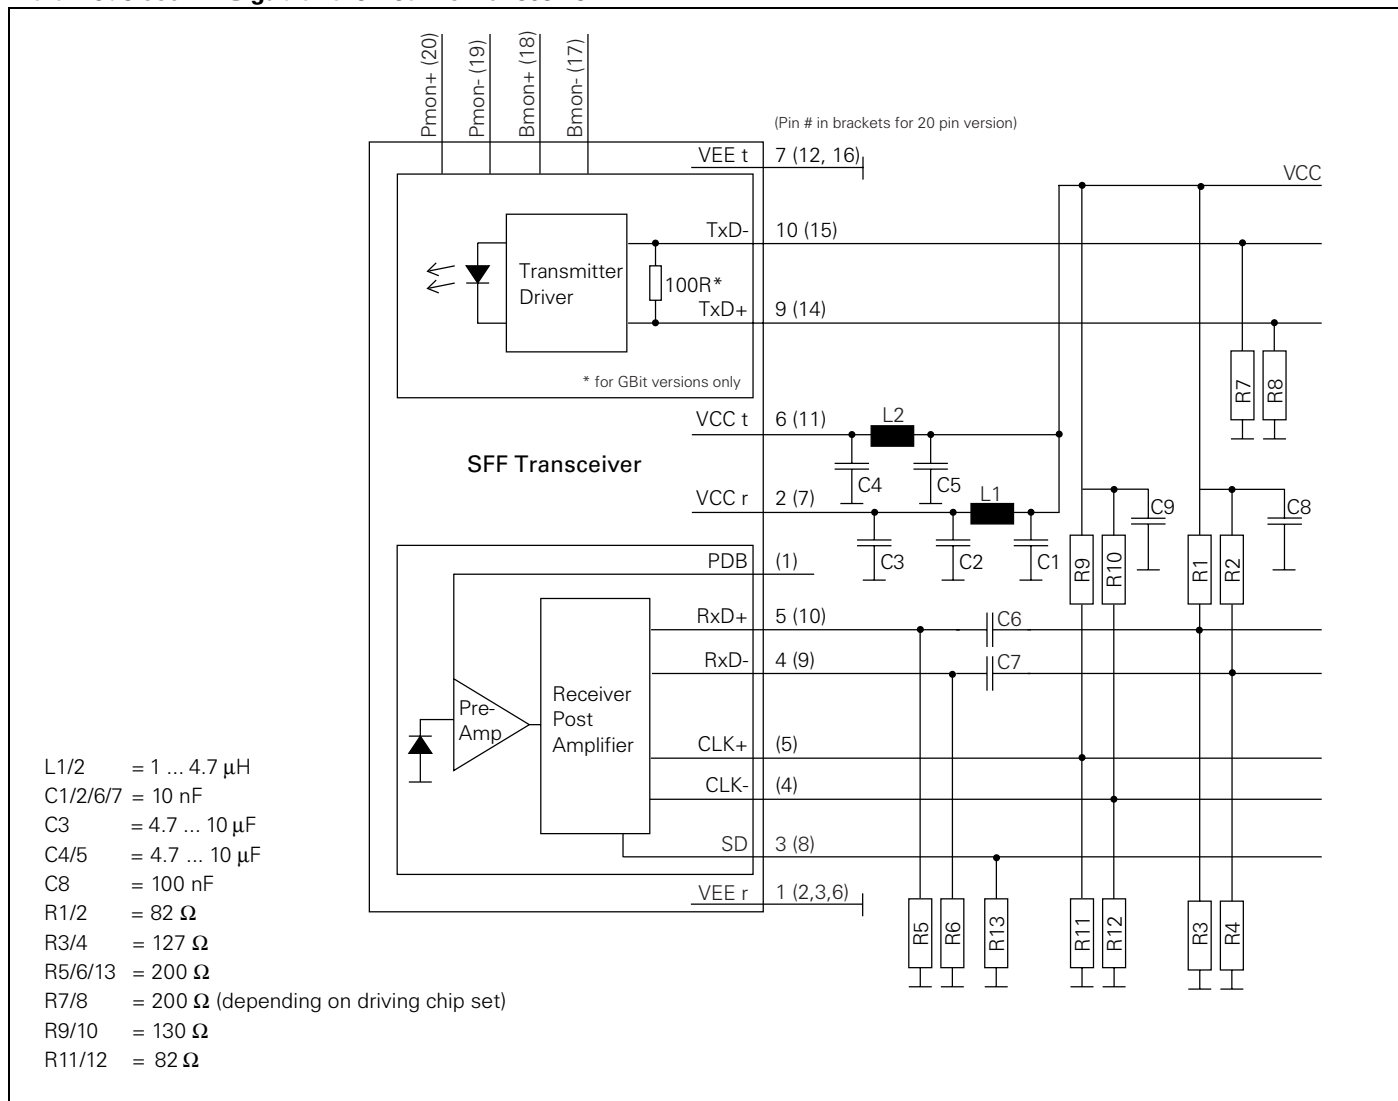 Pmon+ (20)
Pmon- (19)
Bmon+ (18)
Bmon- (17)
(Pin # in brackets for 20 pin version)
VEE t 7 (12, 16)
VCC
TxD- 10 (15)
Transmitter
Driver
100R*
TxD+ 9 (14)
* for GBit versions only
R7
R8
VCC t 6 (11)
L2
C4
C5
SFF Transceiver
VCC r 2 (7)
L1
C3
C2
C1
C9
C8
R9
R10
R1
R2
PDB (1)
RxD+ 5 (10)
C6
RxD- 4 (9)
C7
Pre-
Amp
Receiver
Post
Amplifier
CLK+ (5)
CLK- (4)
SD 3 (8)
VEE r 1 (2,3,6)
R5
R6
R13
R11
R12
R3
R4
L1/2 = 1 ... 4.7 µH
C1/2/6/7 = 10 nF
C3 = 4.7 ... 10 µF
C4/5 = 4.7 ... 10 µF
C8 = 100 nF
R1/2 = 82 Ω
R3/4 = 127 Ω
R5/6/13 = 200 Ω
R7/8 = 200 Ω (depending on driving chip set)
R9/10 = 130 Ω
R11/12 = 82 Ω